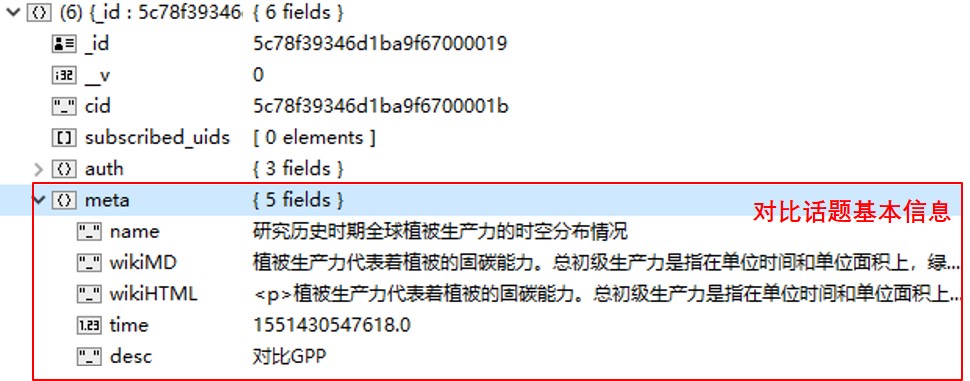 (6) {_id : 5c78f39346d { 6 fields }
_id 5c78f39346d1ba9f67000019
__v 0
cid 5c78f39346d1ba9f6700001b
subscribed_uids [ 0 elements ]
auth { 3 fields }
meta { 5 fields }
对比话题基本信息
name 研究历史时期全球植被生产力的时空分布情况
wikiMD 植被生产力代表着植被的固碳能力。总初级生产力是指在单位时间和单位面积上，绿...
wikiHTML <p>植被生产力代表着植被的固碳能力。总初级生产力是指在单位时间和单位面积上...
time 1551430547618.0
desc 对比GPP